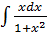 ∫ xdx/1+x²